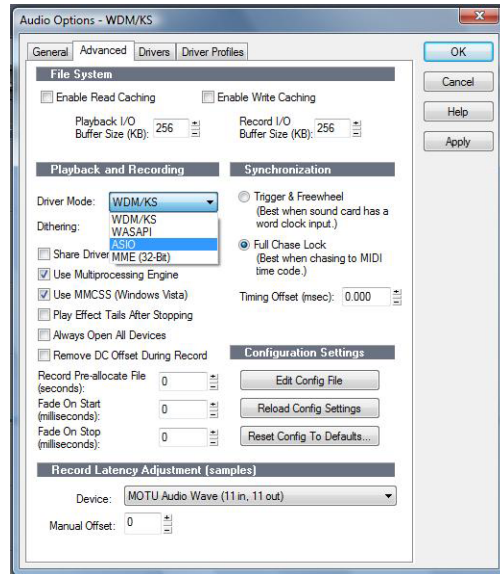 Audio Options - WDM/KS
General Advanced Drivers Driver Profiles
OK
Cancel
Help
Apply
File System
Enable Read Caching
Enable Write Caching
Playback I/O
Buffer Size (KB): 256
Record I/O
Buffer Size (KB): 256
Playback and Recording
Driver Mode: WDM/KS
WDM/KS
WASAPI
ASIO
MME (32-Bit)
Dithering:
Share Driver
Use Multiprocessing Engine
Use MMCSS (Windows Vista)
Play Effect Tails After Stopping
Always Open All Devices
Remove DC Offset During Record
Record Pre-allocate File
(seconds): 0
Fade On Start
(milliseconds): 0
Fade On Stop
(milliseconds): 0
Synchronization
Trigger & Freewheel
(Best when sound card has a
word clock input.)
Full Chase Lock
(Best when chasing to MIDI
time code.)
Timing Offset (msec): 0.000
Configuration Settings
Edit Config File
Reload Config Settings
Reset Config To Defaults...
Record Latency Adjustment (samples)
Device: MOTU Audio Wave (11 in, 11 out)
Manual Offset: 0